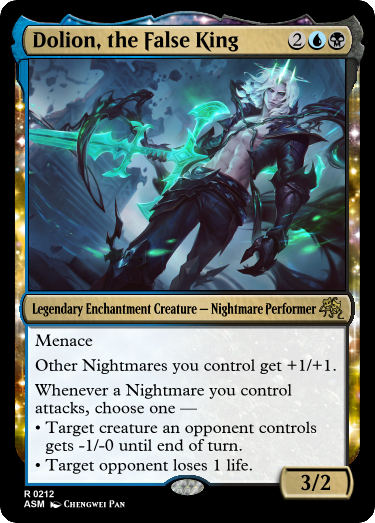 Dolion, the False King 2
Legendary Enchantment Creature — Nightmare Performer
Menace
Other Nightmares you control get +1/+1.
Whenever a Nightmare you control
attacks, choose one —
• Target creature an opponent controls
gets -1/-0 until end of turn.
• Target opponent loses 1 life.
3/2
R 0212
ASM Chengwei Pan